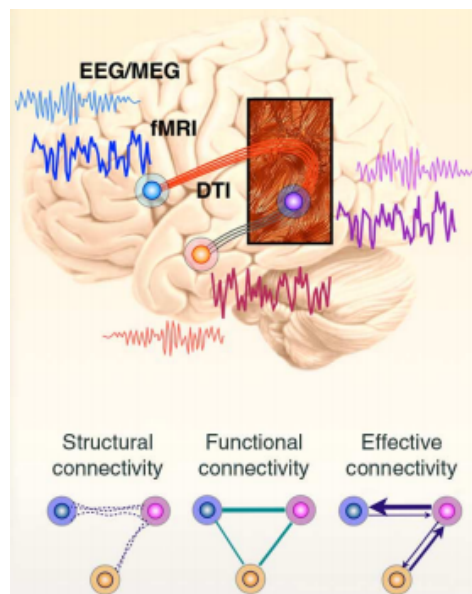 EEG/MEG
fMRI
DTI
Structural
connectivity
Functional
connectivity
Effective
connectivity